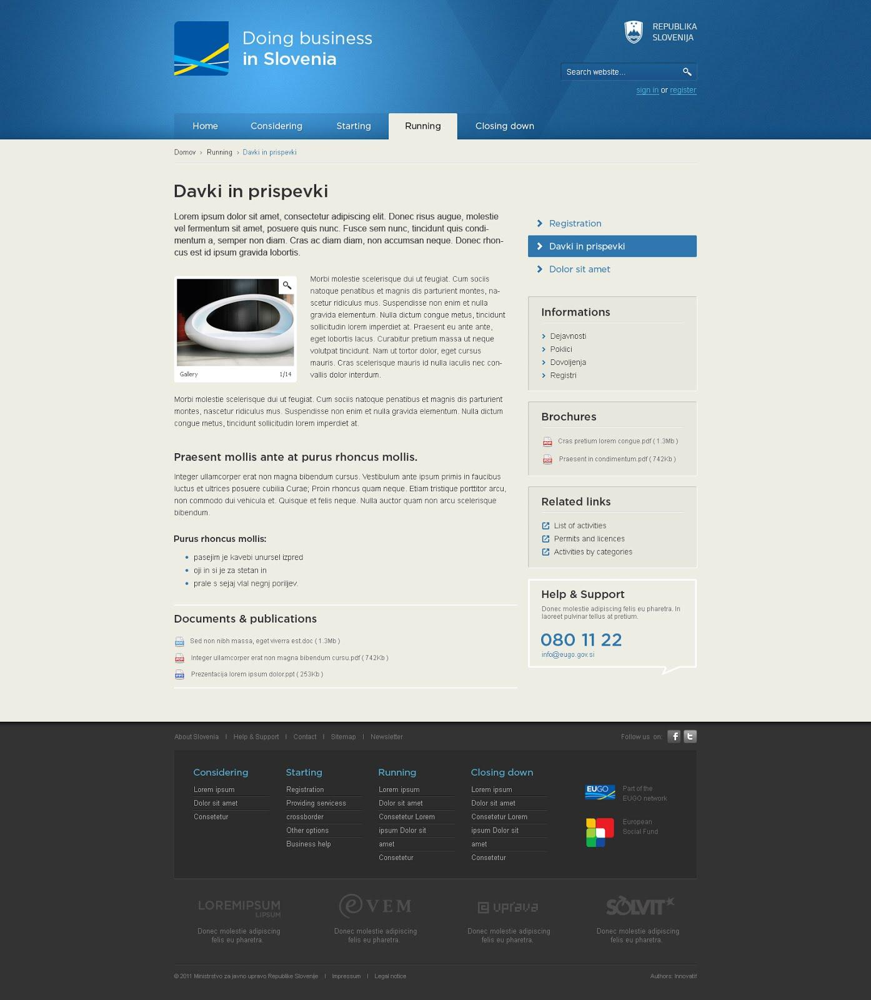 Doing business
in Slovenia
REPUBLIKA
SLOVENIJA
Search website...
sign in or register
Home Considering Starting Running Closing down
Domov › Running › Davki in prispevki
Davki in prispevki
Lorem ipsum dolor sit amet, consectetur adipiscing elit. Donec risus augue, molestie
vel fermentum sit amet, posuere quis nunc. Fusce sem nunc, tincidunt quis condi-
mentum a, semper non diam. Cras ac diam diam, non accumsan neque. Donec rhon-
cus est id ipsum gravida lobortis.
Gallery 1/14
Morbi molestie scelerisque dui ut feugiat. Cum sociis
natoque penatibus et magnis dis parturient montes, na-
scetur ridiculus mus. Suspendisse non enim et nulla
gravida elementum. Nulla dictum congue metus, tincidunt
sollicitudin lorem imperdiet at. Praesent eu ante ante,
eget lobortis lacus. Curabitur pretium massa ut neque
volutpat tincidunt. Nam ut tortor dolor, eget cursus
mauris. Cras scelerisque mauris id nulla iaculis nec con-
vallis dolor interdum.
Morbi molestie scelerisque dui ut feugiat. Cum sociis natoque penatibus et magnis dis parturient
montes, nascetur ridiculus mus. Suspendisse non enim et nulla gravida elementum. Nulla dictum
congue metus, tincidunt sollicitudin lorem imperdiet at.
Praesent mollis ante at purus rhoncus mollis.
Integer ullamcorper erat non magna bibendum cursus. Vestibulum ante ipsum primis in faucibus
luctus et ultrices posuere cubilia Curae; Proin rhoncus quam neque. Etiam tristique porttitor arcu,
non commodo dui vehicula et. Quisque et felis neque. Nulla auctor quam non arcu scelerisque
bibendum.
Purus rhoncus mollis:
• pasejim je kavebi unursel izpred
• oji in si je za stetan in
• prale s sejaj vlal negnj poriljev.
Documents & publications
DOC Sed non nibh massa, eget viverra est.doc ( 1.3Mb )
PDF Integer ullamcorper erat non magna bibendum cursu.pdf ( 742Kb )
PPT Prezentacija lorem ipsum dolor.ppt ( 253Kb )
Registration
Davki in prispevki
Dolor sit amet
Informations
Dejavnosti
Poklici
Dovoljenja
Registri
Brochures
PDF Cras pretium lorem congue.pdf ( 1.3Mb )
PDF Praesent in condimentum.pdf ( 742Kb )
Related links
List of activities
Permits and licences
Activities by categories
Help & Support
Donec molestie adipiscing felis eu pharetra. In
laoreet pulvinar tellus at pretium.
080 11 22
info@eugo.gov.si
About Slovenia | Help & Support | Contact | Sitemap | Newsletter
Follow us on: f t
Considering
Lorem ipsum
Dolor sit amet
Consetetur
Starting
Registration
Providing servicess
crossborder
Other options
Business help
Running
Lorem ipsum
Dolor sit amet
Consetetur Lorem
ipsum Dolor sit
amet
Consetetur
Closing down
Lorem ipsum
Dolor sit amet
Consetetur Lorem
ipsum Dolor sit
amet
Consetetur
EUGO
Part of the
EUGO network
European
Social Fund
LOREMIPSUM
LIPSUM
Donec molestie adipiscing
felis eu pharetra.
e VEM
Donec molestie adipiscing
felis eu pharetra.
e uprava
Donec molestie adipiscing
felis eu pharetra.
SOLVIT
Donec molestie adipiscing
felis eu pharetra.
© 2011 Ministrstvo za javno upravo Republike Slovenije | Impressum | Legal notice
Authors: Innovatif